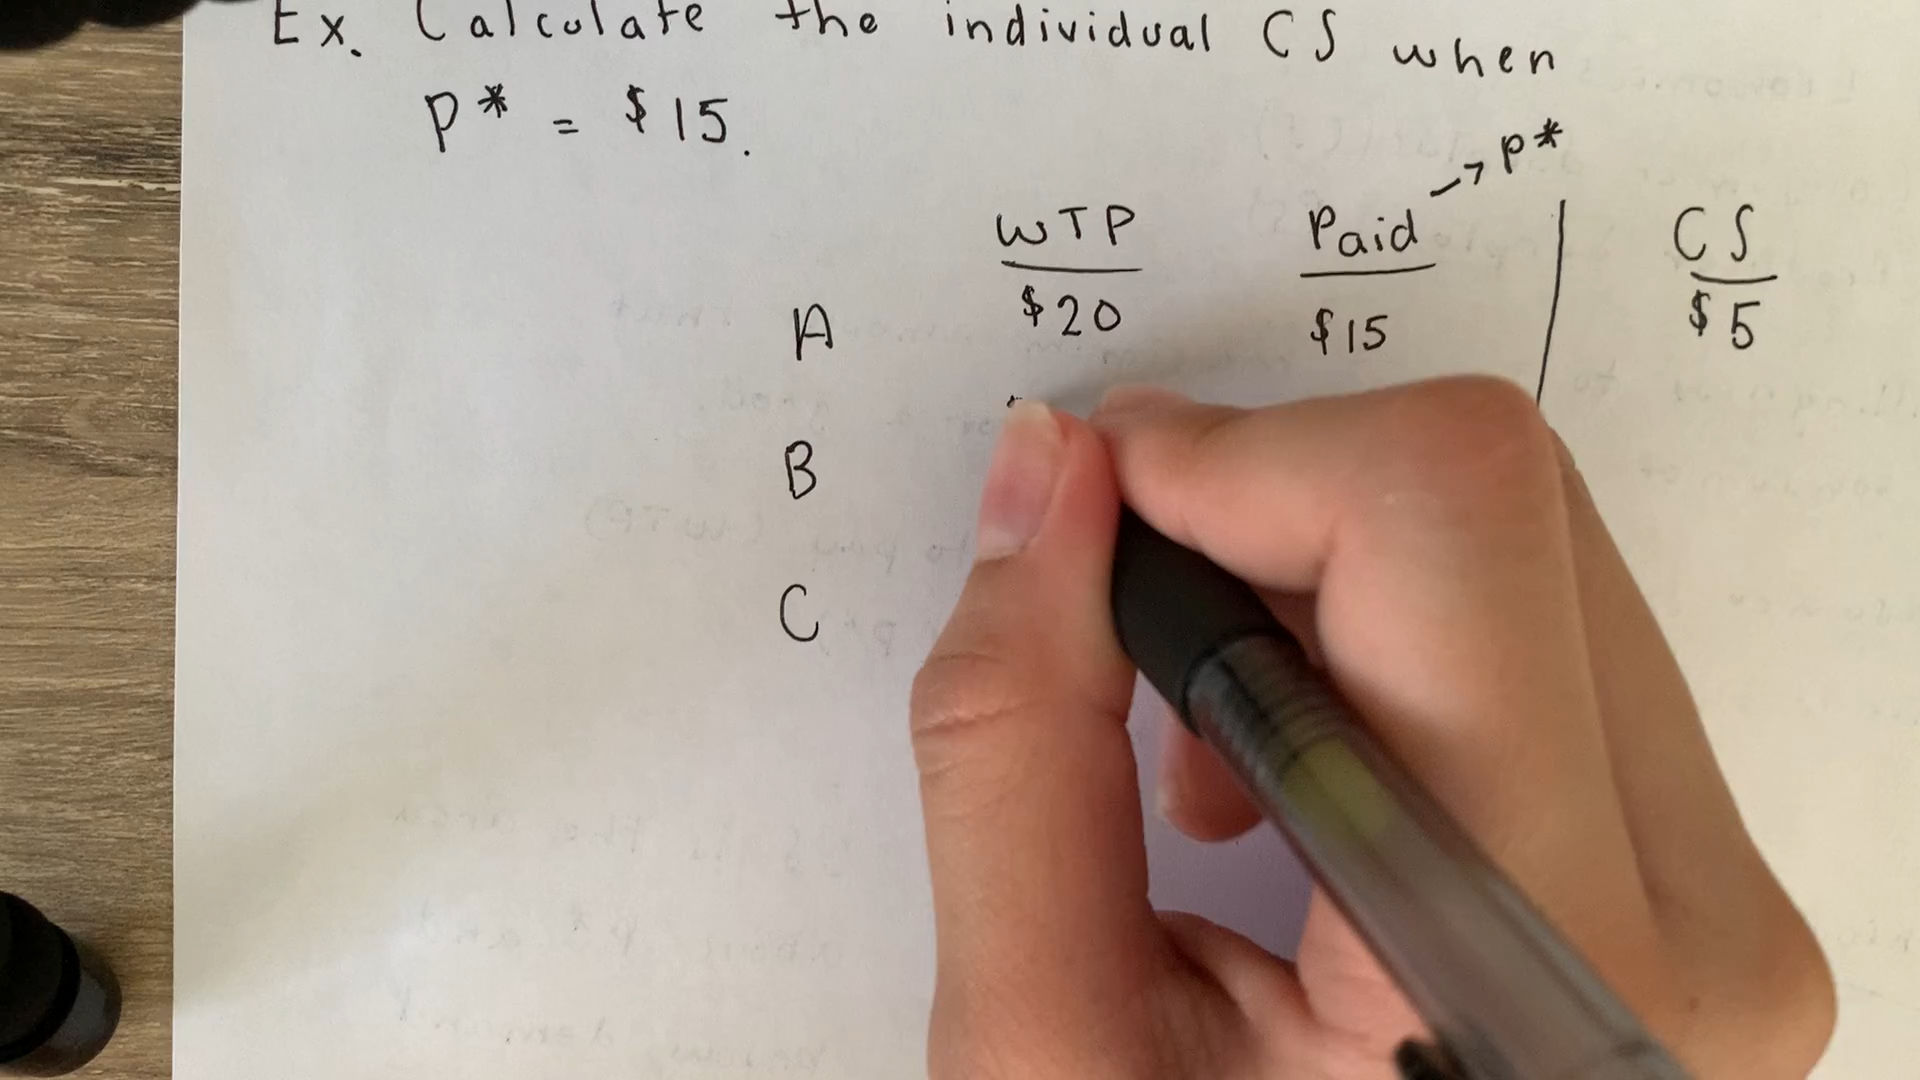 Ex. Calculate the individual CS when
P* = $15.
→ P*
WTP Paid CS
A $20 $15 $5
B
C